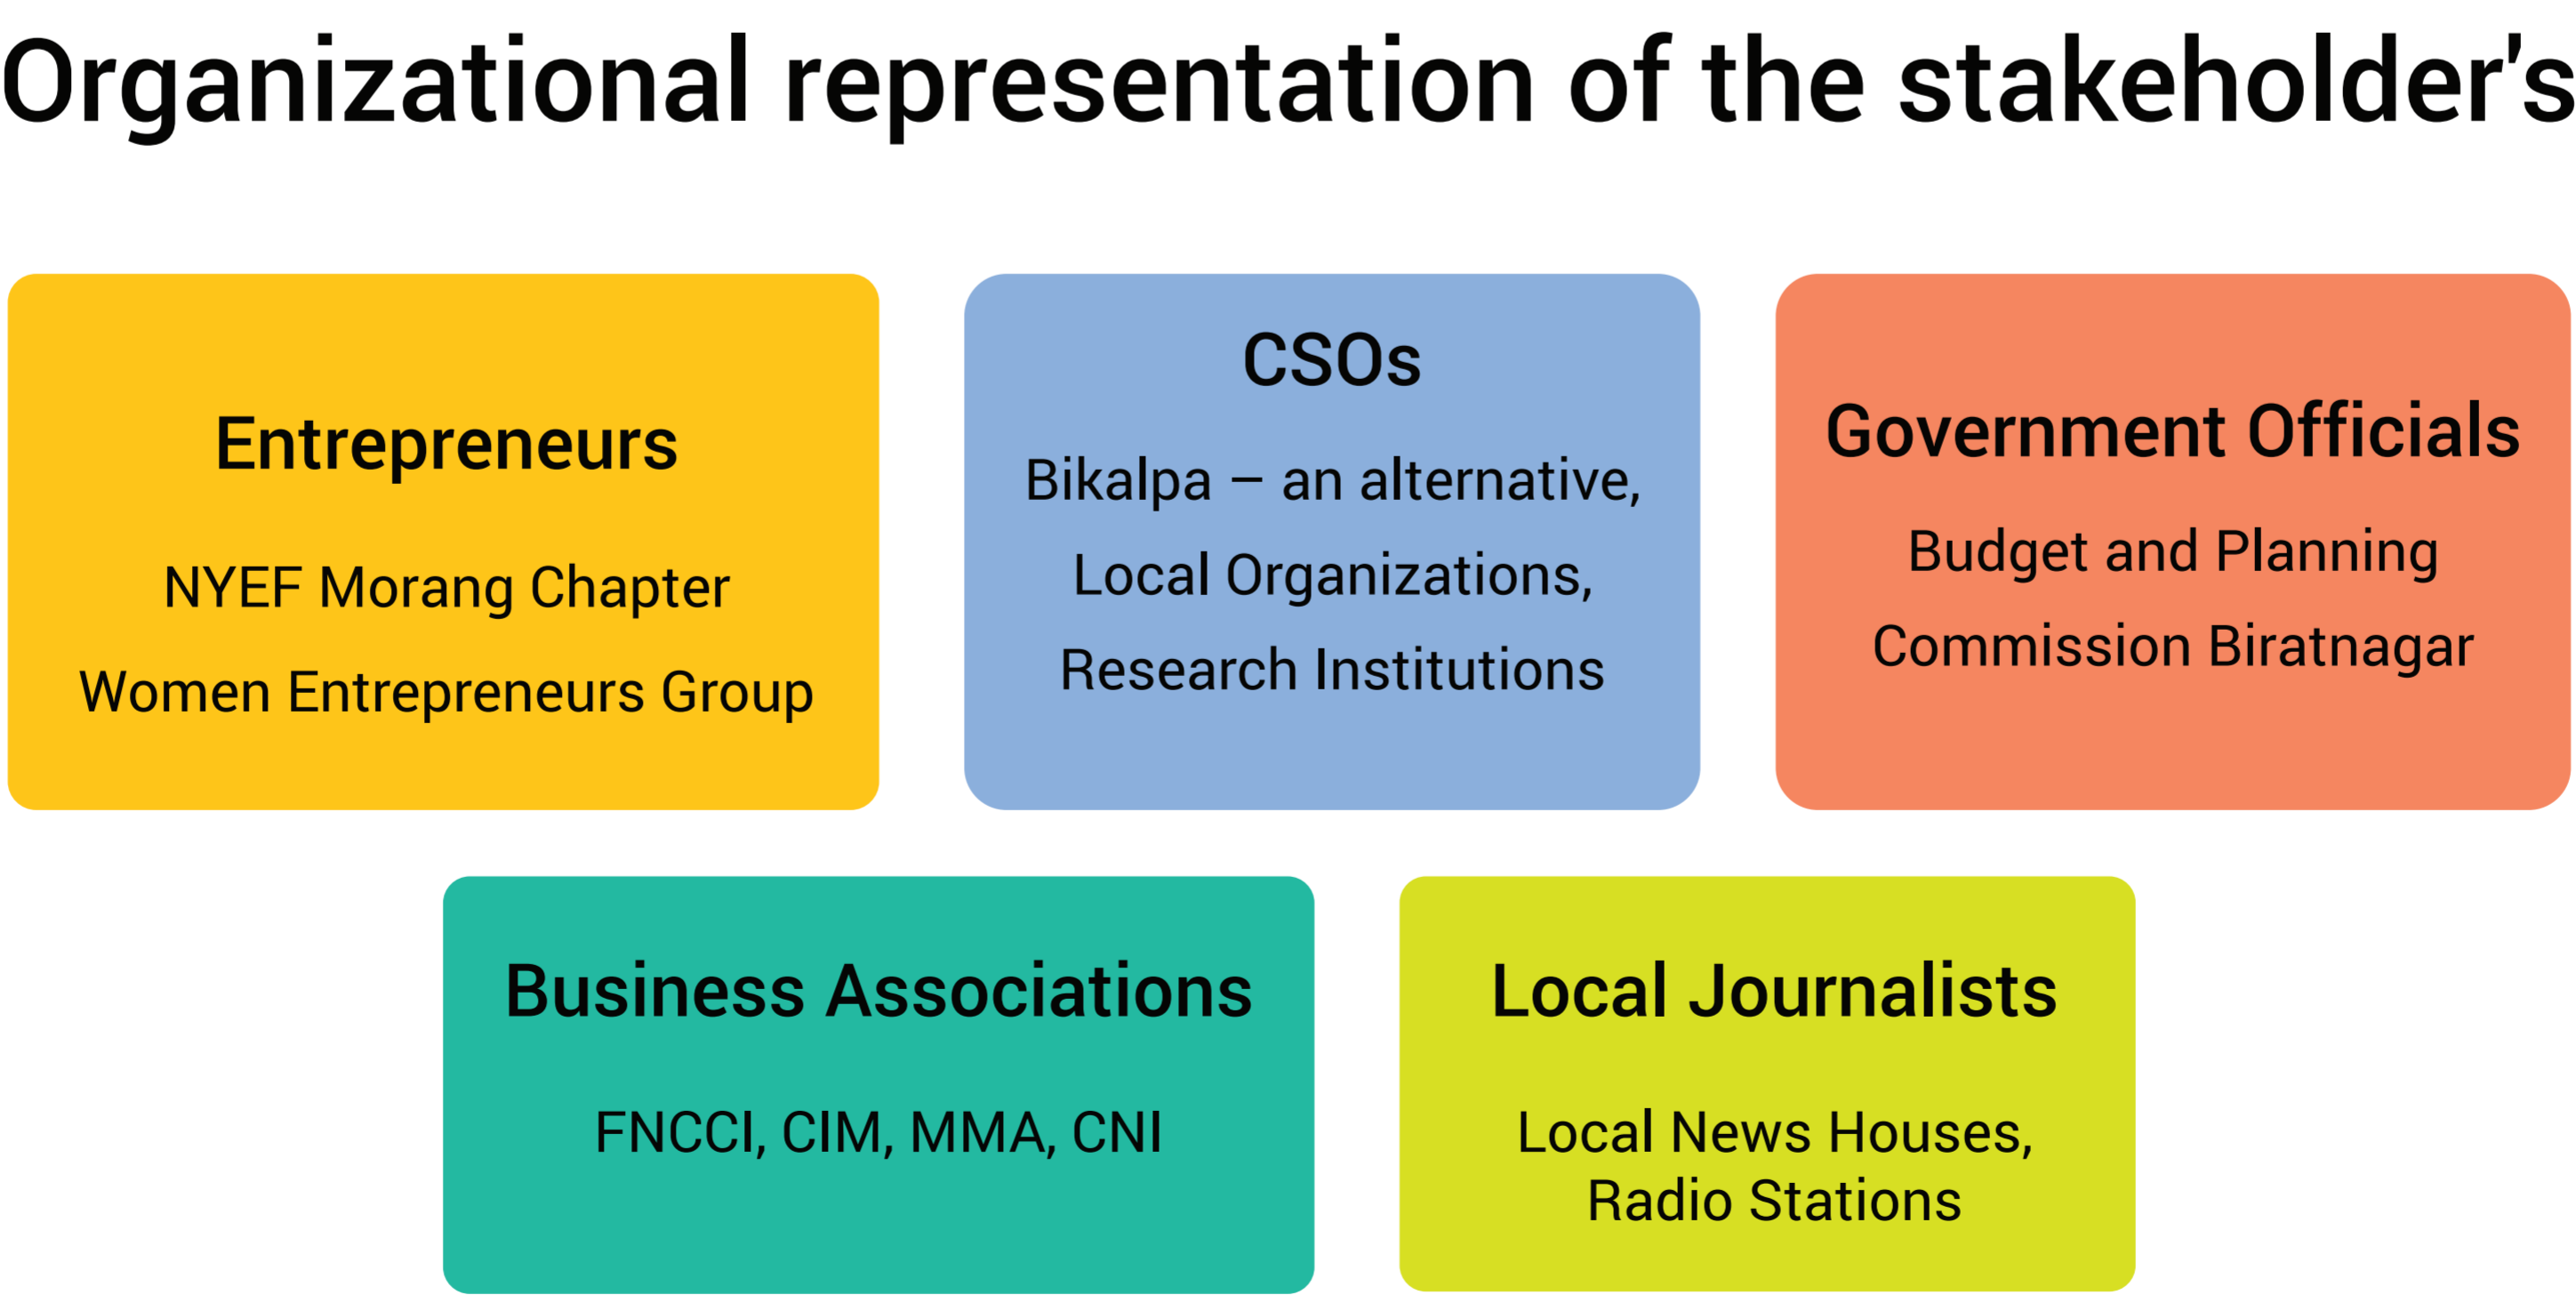 Organizational representation of the stakeholder's
Entrepreneurs
NYEF Morang Chapter
Women Entrepreneurs Group
CSOs
Bikalpa – an alternative,
Local Organizations,
Research Institutions
Government Officials
Budget and Planning
Commission Biratnagar
Business Associations
FNCCI, CIM, MMA, CNI
Local Journalists
Local News Houses,
Radio Stations